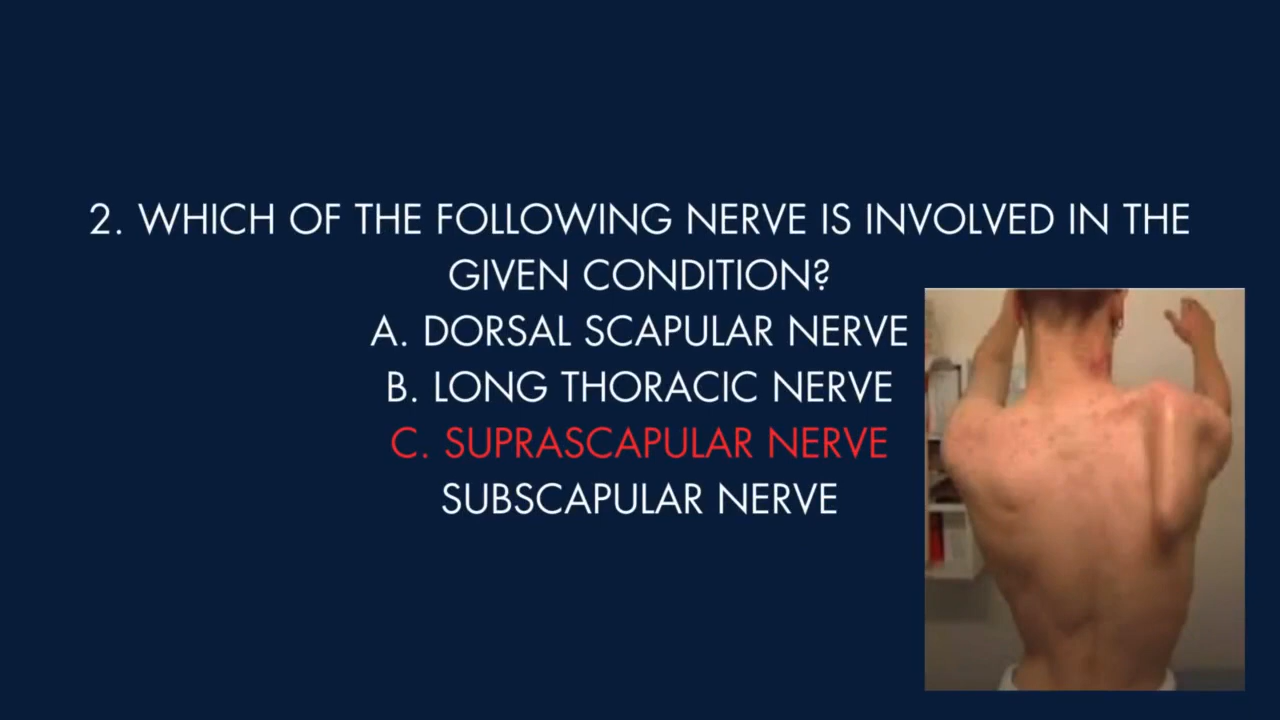 2. WHICH OF THE FOLLOWING NERVE IS INVOLVED IN THE
GIVEN CONDITION?
A. DORSAL SCAPULAR NERVE
B. LONG THORACIC NERVE
C. SUPRASCAPULAR NERVE
SUBSCAPULAR NERVE